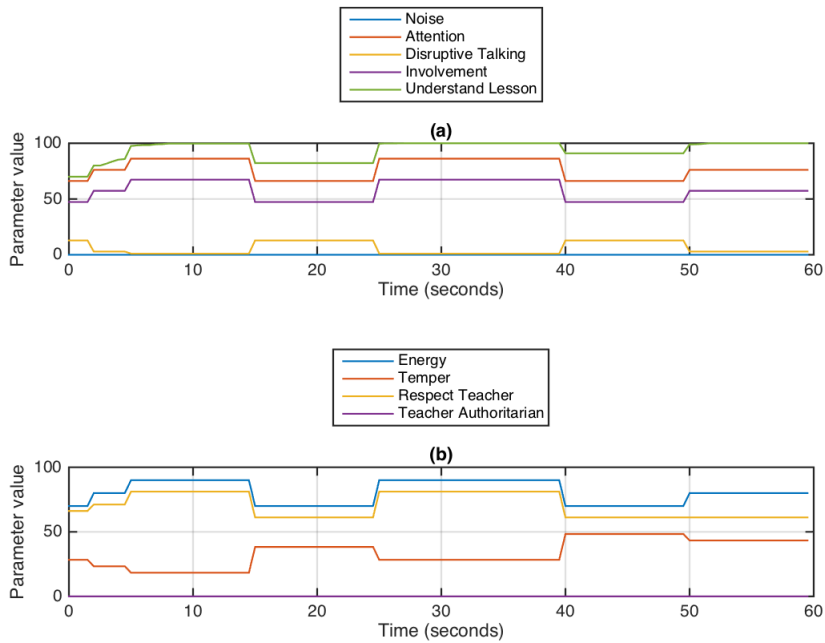 Noise
Attention
Disruptive Talking
Involvement
Understand Lesson
(a)
100
50
0
Parameter value
0 10 20 30 40 50 60
Time (seconds)
Energy
Temper
Respect Teacher
Teacher Authoritarian
(b)
100
50
0
Parameter value
0 10 20 30 40 50 60
Time (seconds)